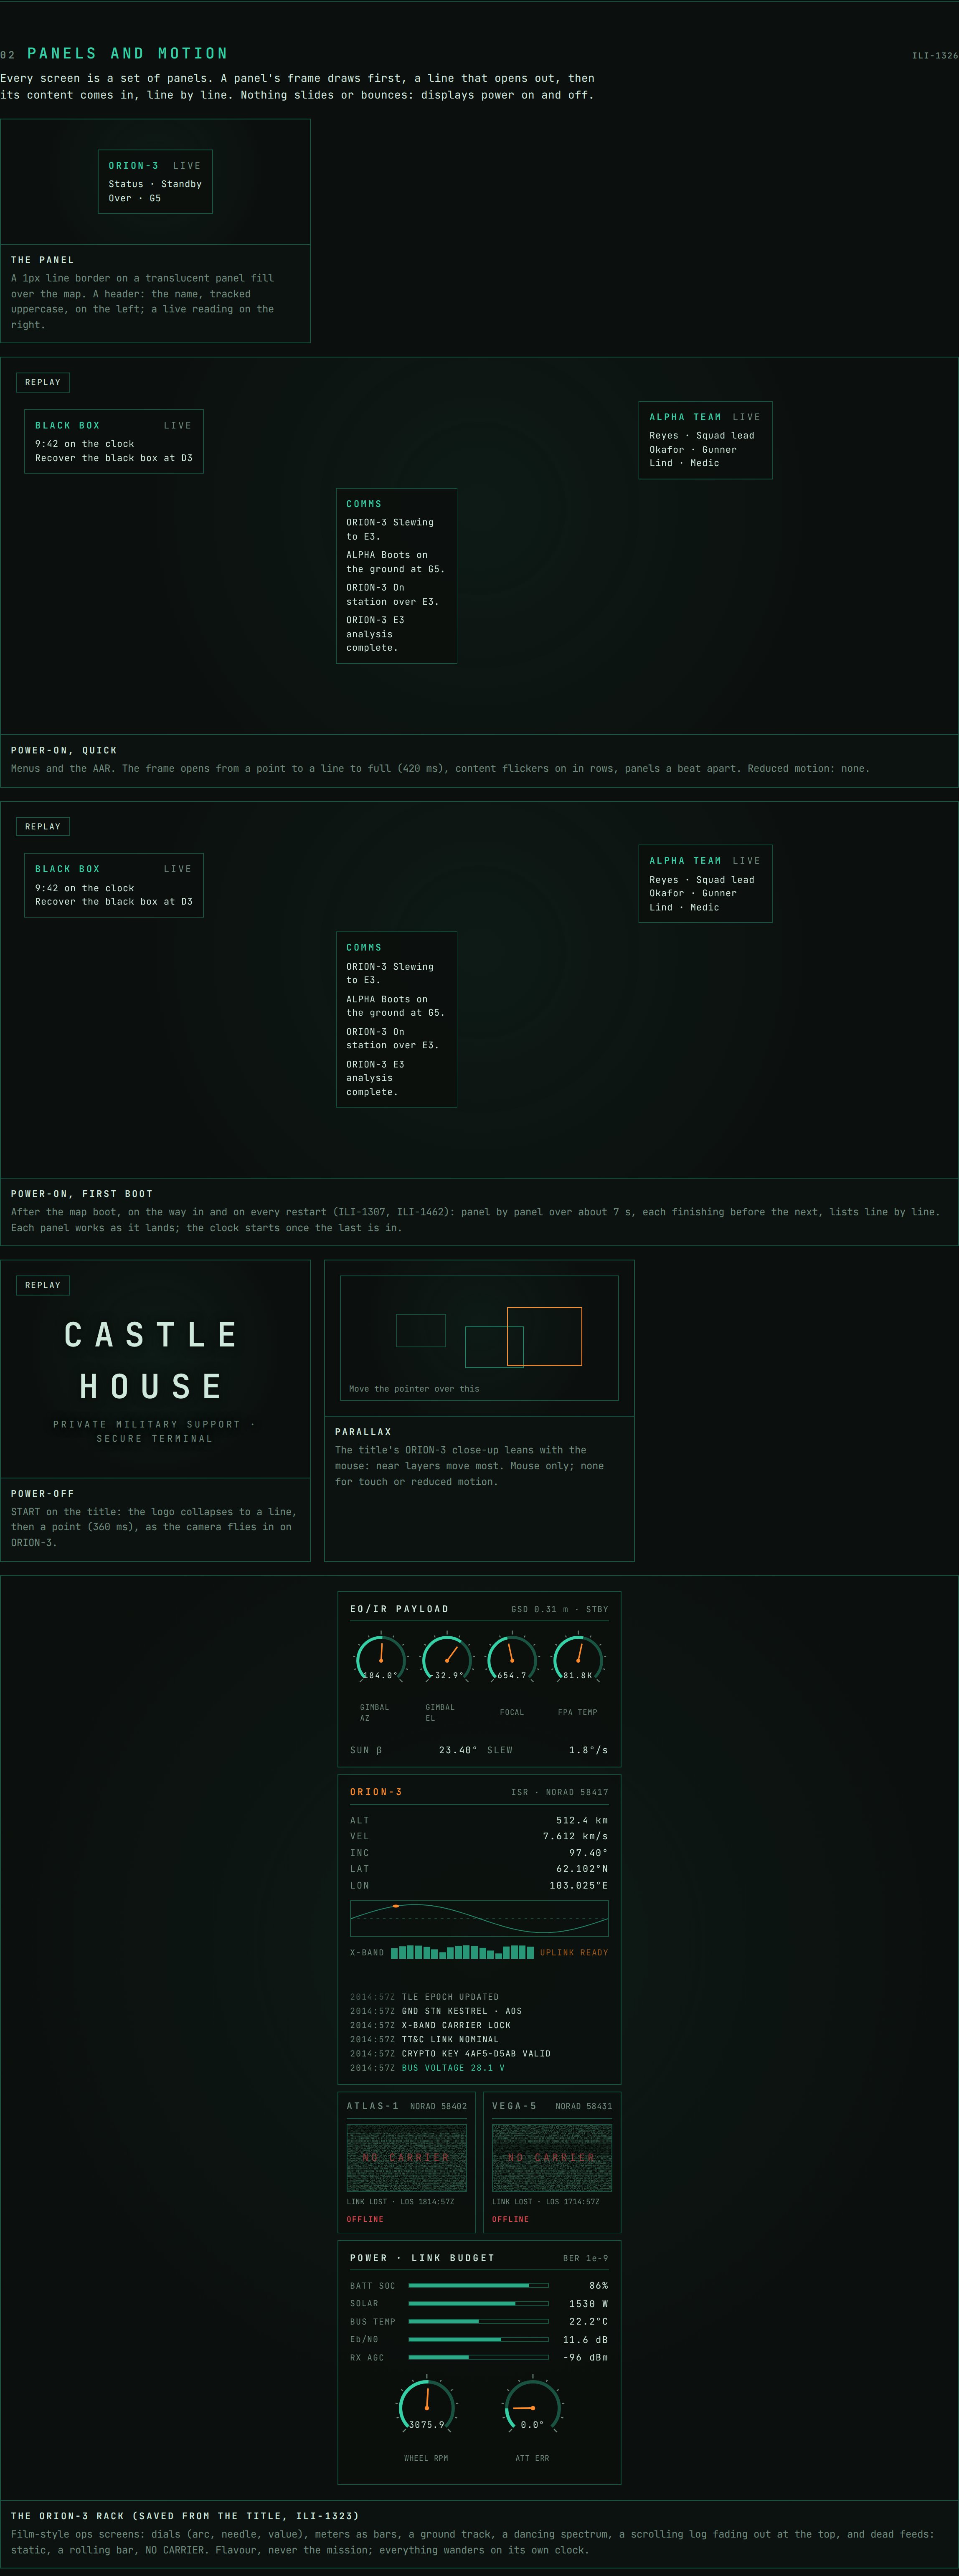 02 PANELS AND MOTION
ILI-1326
Every screen is a set of panels. A panel's frame draws first, a line that opens out, then
its content comes in, line by line. Nothing slides or bounces: displays power on and off.
ORION-3 LIVE
Status · Standby
Over · G5
THE PANEL
A 1px line border on a translucent panel fill
over the map. A header: the name, tracked
uppercase, on the left; a live reading on the
right.
REPLAY
BLACK BOX LIVE
9:42 on the clock
Recover the black box at D3
ALPHA TEAM LIVE
Reyes · Squad lead
Okafor · Gunner
Lind · Medic
COMMS
ORION-3 Slewing
to E3.
ALPHA Boots on
the ground at G5.
ORION-3 On
station over E3.
ORION-3 E3
analysis
complete.
POWER-ON, QUICK
Menus and the AAR. The frame opens from a point to a line to full (420 ms), content flickers on in rows, panels a beat apart. Reduced motion: none.
REPLAY
BLACK BOX LIVE
9:42 on the clock
Recover the black box at D3
ALPHA TEAM LIVE
Reyes · Squad lead
Okafor · Gunner
Lind · Medic
COMMS
ORION-3 Slewing
to E3.
ALPHA Boots on
the ground at G5.
ORION-3 On
station over E3.
ORION-3 E3
analysis
complete.
POWER-ON, FIRST BOOT
After the map boot, on the way in and on every restart (ILI-1307, ILI-1462): panel by panel over about 7 s, each finishing before the next, lists line by line.
Each panel works as it lands; the clock starts once the last is in.
REPLAY
CASTLE
HOUSE
PRIVATE MILITARY SUPPORT ·
SECURE TERMINAL
POWER-OFF
START on the title: the logo collapses to a line,
then a point (360 ms), as the camera flies in on
ORION-3.
Move the pointer over this
PARALLAX
The title's ORION-3 close-up leans with the
mouse: near layers move most. Mouse only; none
for touch or reduced motion.
EO/IR PAYLOAD GSD 0.31 m · STBY
184.0° -32.9° 654.7 81.8K
GIMBAL AZ GIMBAL EL FOCAL FPA TEMP
SUN β 23.40° SLEW 1.8°/s
ORION-3 ISR · NORAD 58417
ALT 512.4 km
VEL 7.612 km/s
INC 97.40°
LAT 62.102°N
LON 103.025°E
X-BAND UPLINK READY
2014:57Z TLE EPOCH UPDATED
2014:57Z GND STN KESTREL · AOS
2014:57Z X-BAND CARRIER LOCK
2014:57Z TT&C LINK NOMINAL
2014:57Z CRYPTO KEY 4AF5-D5AB VALID
2014:57Z BUS VOLTAGE 28.1 V
ATLAS-1 NORAD 58402
NO CARRIER
LINK LOST · LOS 1814:57Z
OFFLINE
VEGA-5 NORAD 58431
NO CARRIER
LINK LOST · LOS 1714:57Z
OFFLINE
POWER · LINK BUDGET BER 1e-9
BATT SOC 86%
SOLAR 1530 W
BUS TEMP 22.2°C
Eb/N0 11.6 dB
RX AGC -96 dBm
3075.9 0.0°
WHEEL RPM ATT ERR
THE ORION-3 RACK (SAVED FROM THE TITLE, ILI-1323)
Film-style ops screens: dials (arc, needle, value), meters as bars, a ground track, a dancing spectrum, a scrolling log fading out at the top, and dead feeds:
static, a rolling bar, NO CARRIER. Flavour, never the mission; everything wanders on its own clock.